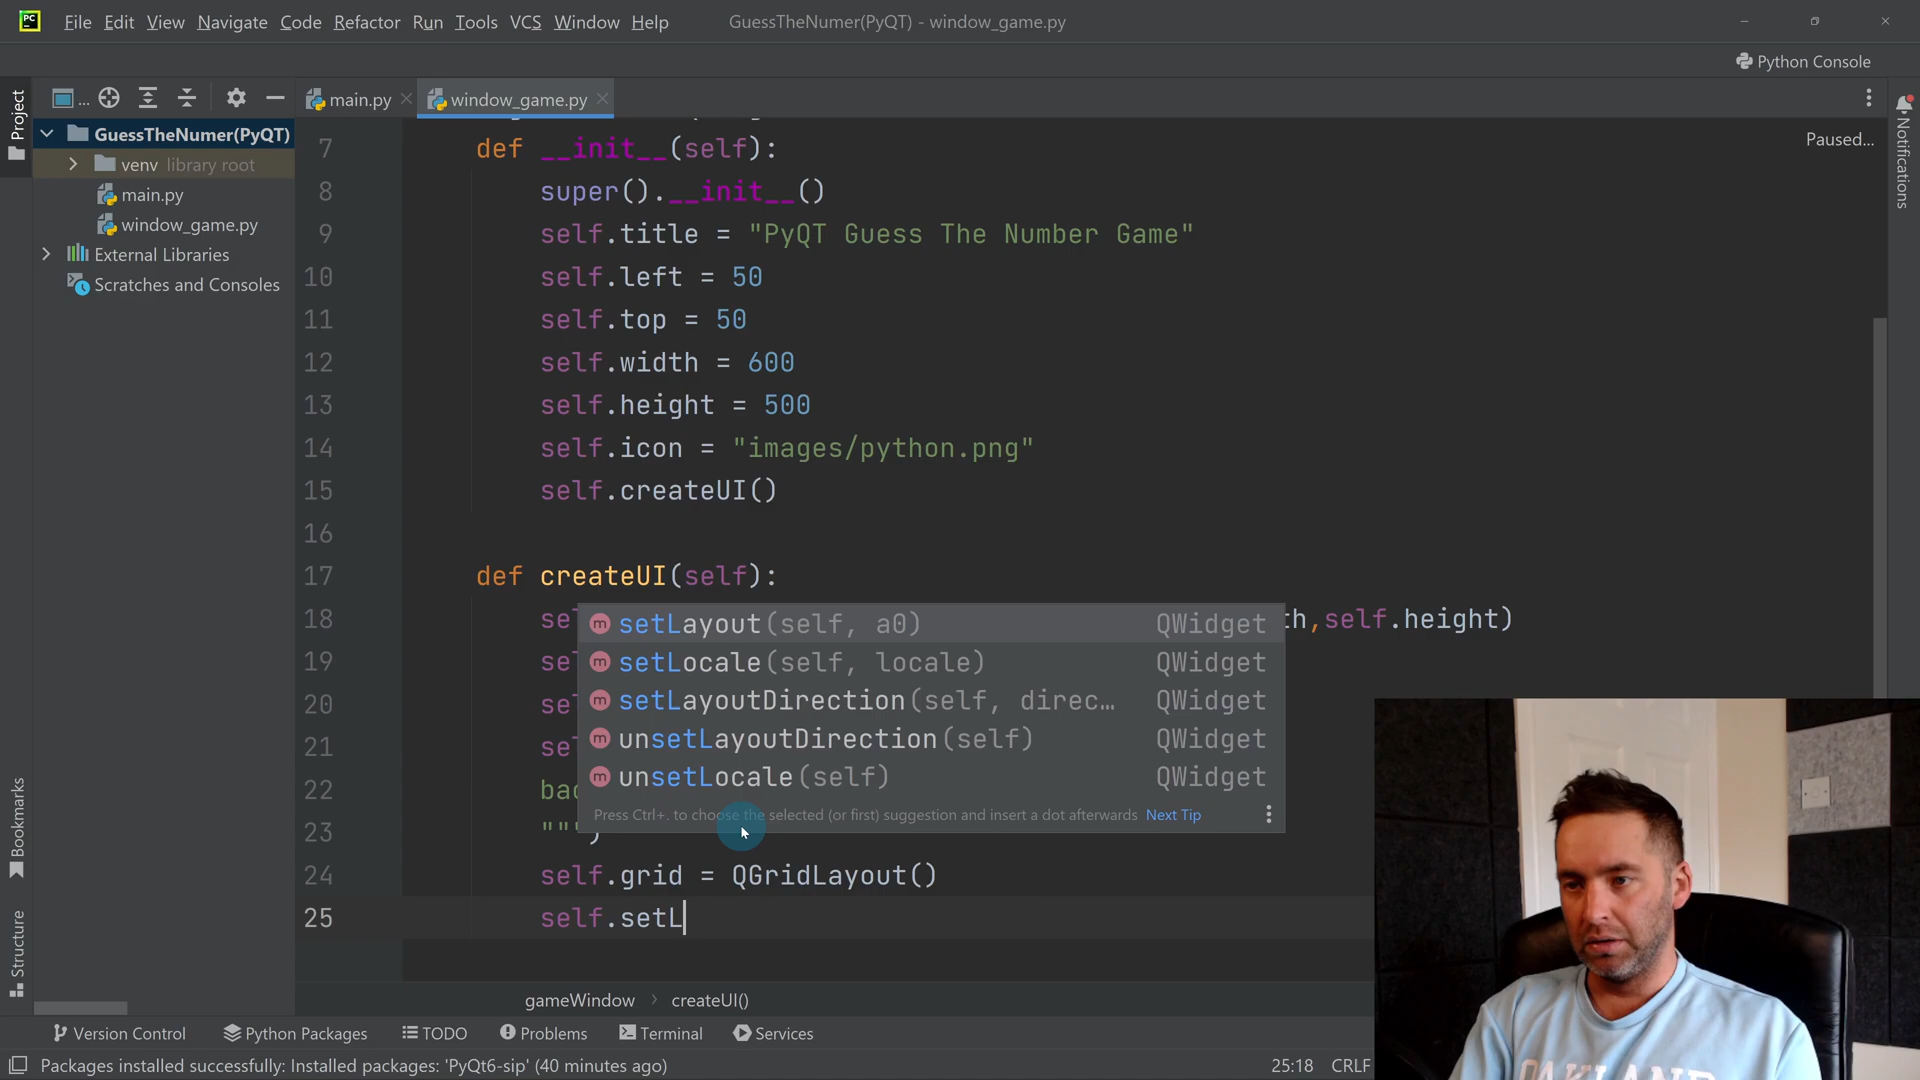 PC File Edit View Navigate Code Refactor Run Tools VCS Window Help GuessTheNumer(PyQT) - window_game.py
Python Console
Project ... main.py window_game.py
Notifications
GuessTheNumer(PyQT)
venv library root
main.py
window_game.py
External Libraries
Scratches and Consoles
Paused...
7 def __init__(self):
8 super().__init__()
9 self.title = "PyQT Guess The Number Game"
10 self.left = 50
11 self.top = 50
12 self.width = 600
13 self.height = 500
14 self.icon = "images/python.png"
15 self.createUI()
16
17 def createUI(self):
18 self.height)
19
20
21
22
23 """)
24 self.grid = QGridLayout()
25 self.setL
m setLayout(self, a0) QWidget
m setLocale(self, locale) QWidget
m setLayoutDirection(self, direc... QWidget
m unsetLayoutDirection(self) QWidget
m unsetLocale(self) QWidget
Press Ctrl+. to choose the selected (or first) suggestion and insert a dot afterwards Next Tip
Bookmarks
Structure
gameWindow > createUI()
Version Control Python Packages TODO Problems Terminal Services
Packages installed successfully: Installed packages: 'PyQt6-sip' (40 minutes ago) 25:18 CRLF
OAKLAND